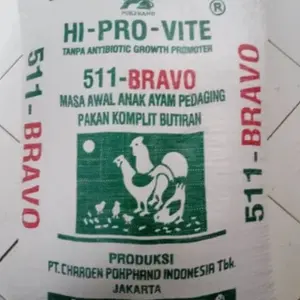 POKPHAND
®
HI-PRO-VITE
TANPA ANTIBIOTIC GROWTH PROMOTER
511-BRAVO
MASA AWAL ANAK AYAM PEDAGING
PAKAN KOMPLIT BUTIRAN
511-BRAVO
511-BRAVO
PRODUKSI
PT. CHAROEN POKPHAND INDONESIA Tbk.
JAKARTA